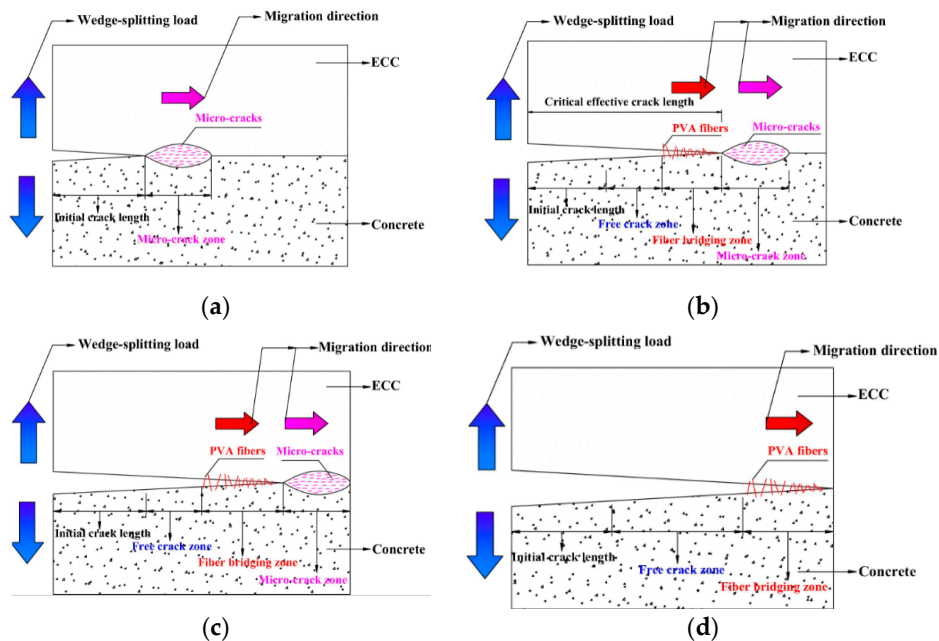 Wedge-splitting load
Migration direction
ECC
Micro-cracks
Initial crack length
Micro-crack zone
Concrete
(a)
Wedge-splitting load
Migration direction
ECC
Critical effective crack length
PVA fibers
Micro-cracks
Initial crack length
Free crack zone
Fiber bridging zone
Micro-crack zone
Concrete
(b)
Wedge-splitting load
Migration direction
ECC
PVA fibers
Micro-cracks
Initial crack length
Free crack zone
Fiber bridging zone
Micro-crack zone
Concrete
(c)
Wedge-splitting load
Migration direction
ECC
PVA fibers
Initial crack length
Free crack zone
Fiber bridging zone
Concrete
(d)